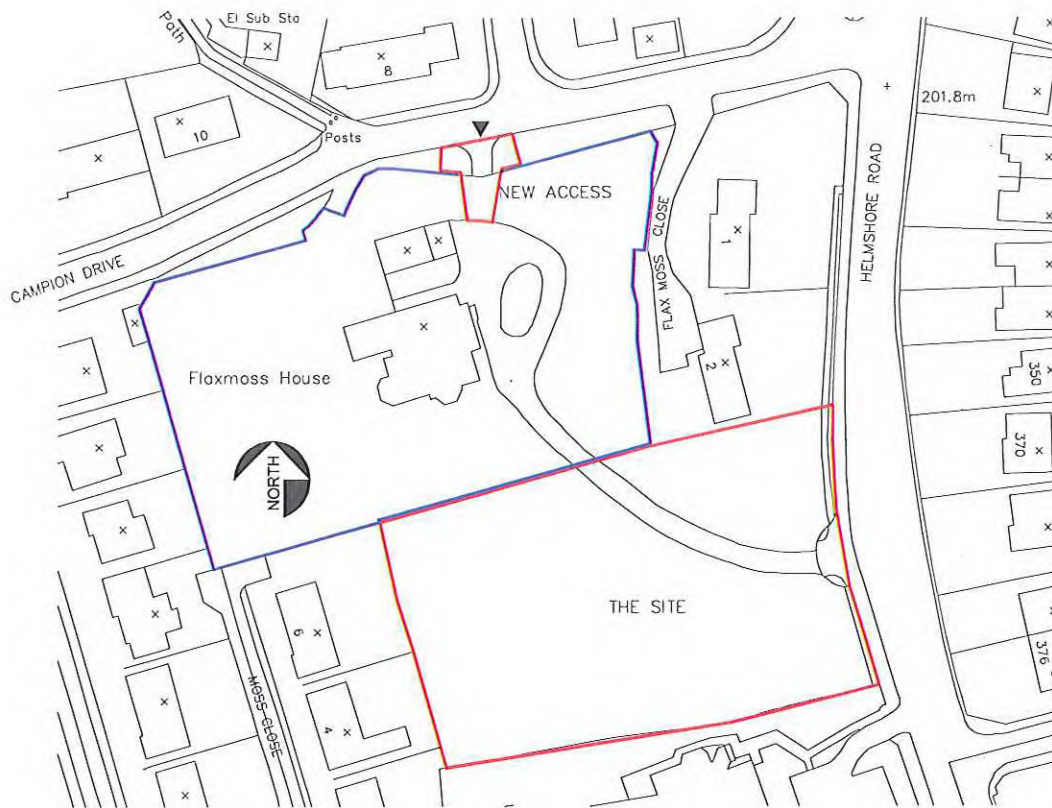 El Sub Sta
Path
8
10
Posts
201.8m
NEW ACCESS
HELMSHORE ROAD
FLAX MOSS CLOSE
1
CAMPION DRIVE
2
350
Flaxmoss House
370
NORTH
THE SITE
6
376
MOSS CLOSE
4